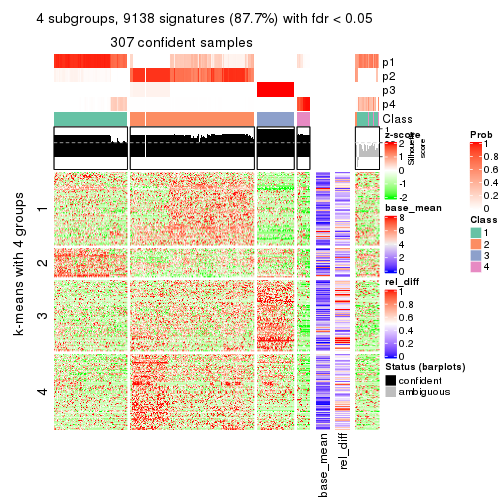 4 subgroups, 9138 signatures (87.7%) with fdr < 0.05
307 confident samples
p1
p2
p3
p4
Class
k-means with 4 groups
1
2
3
4
base_mean
rel_diff
1
Silhouette
score
z-score
2
1
0
-1
-2
base_mean
8
6
4
2
0
rel_diff
1
0.8
0.6
0.4
0.2
0
Status (barplots)
confident
ambiguous
Prob
1
0.8
0.6
0.4
0.2
0
Class
1
2
3
4